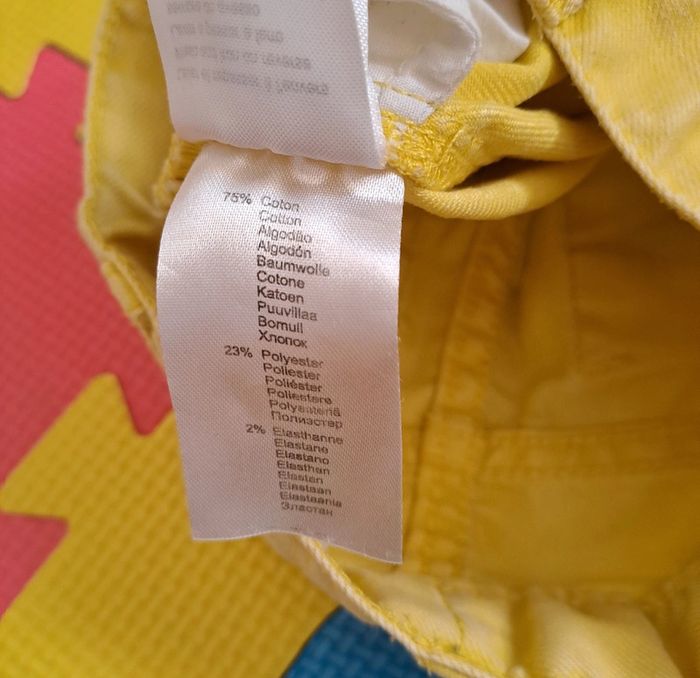 75% Coton
Cotton
Algodão
Algodón
Baumwolle
Cotone
Katoen
Puuvillaa
Bomull
Хлопок
23% Polyester
Poliester
Poliéster
Poliestere
Polyesteriä
Полиэстер
2% Elasthanne
Elastane
Elastano
Elasthan
Elastan
Elastaan
Elastaania
Эластан